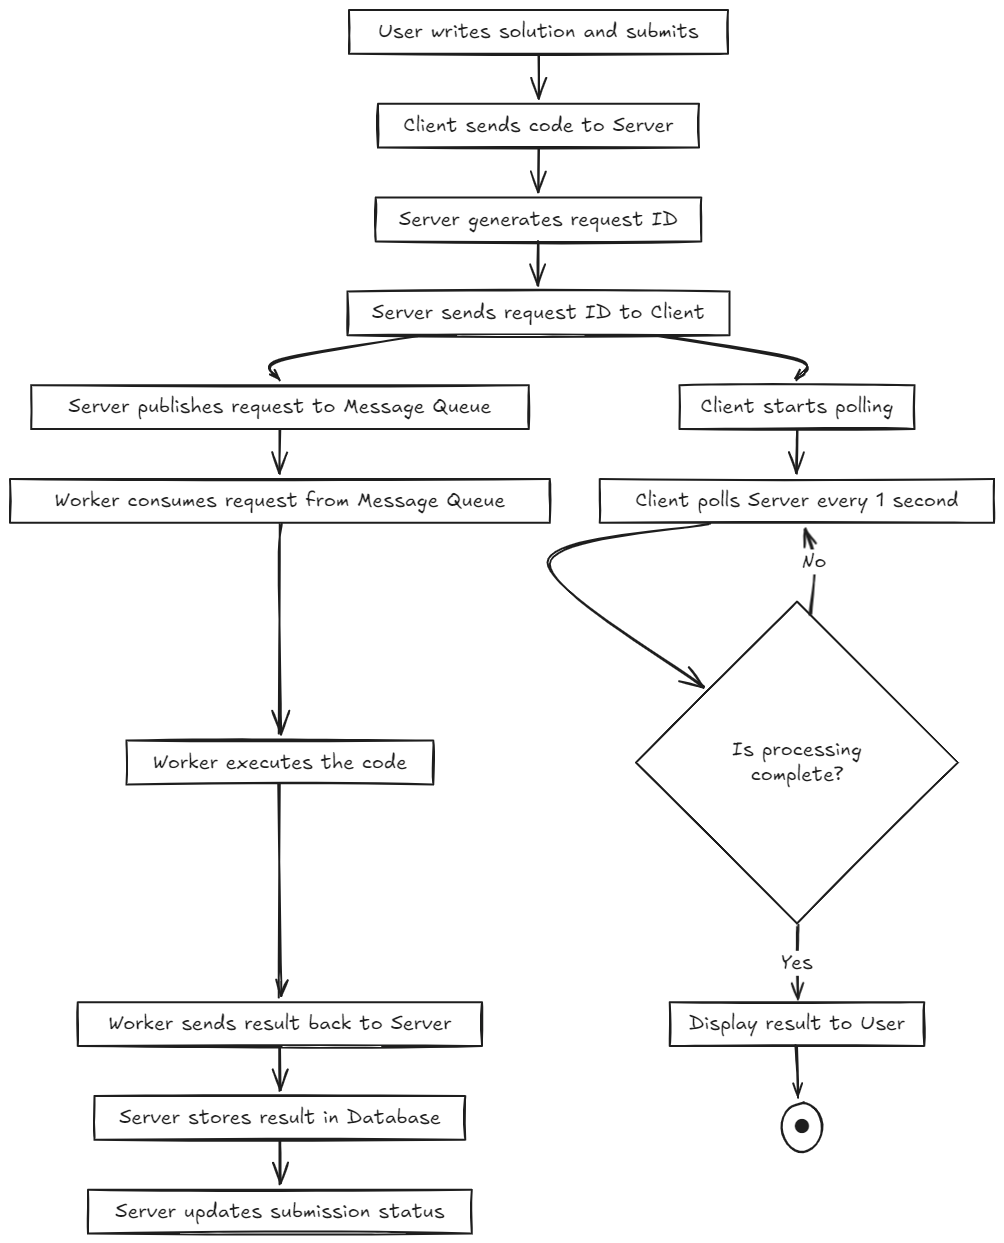 User writes solution and submits
Client sends code to Server
Server generates request ID
Server sends request ID to Client
Server publishes request to Message Queue
Client starts polling
Worker consumes request from Message Queue
Client polls Server every 1 second
No
Is processing
complete?
Worker executes the code
Yes
Worker sends result back to Server
Display result to User
Server stores result in Database
Server updates submission status